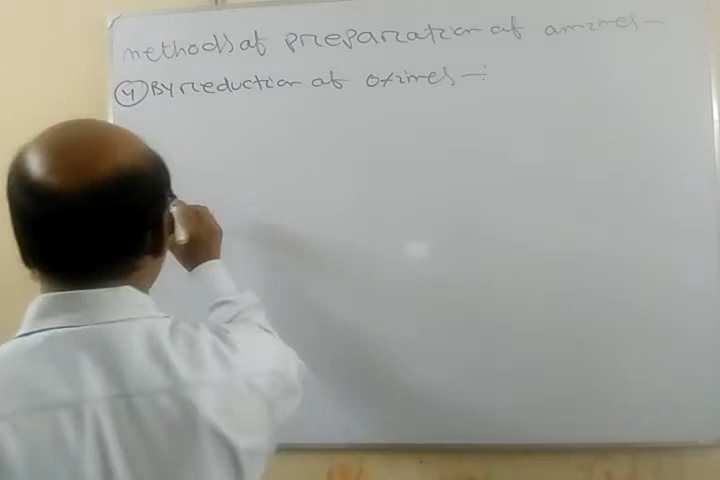 methods of preparation of amines -
(4) By reduction of oximes -: